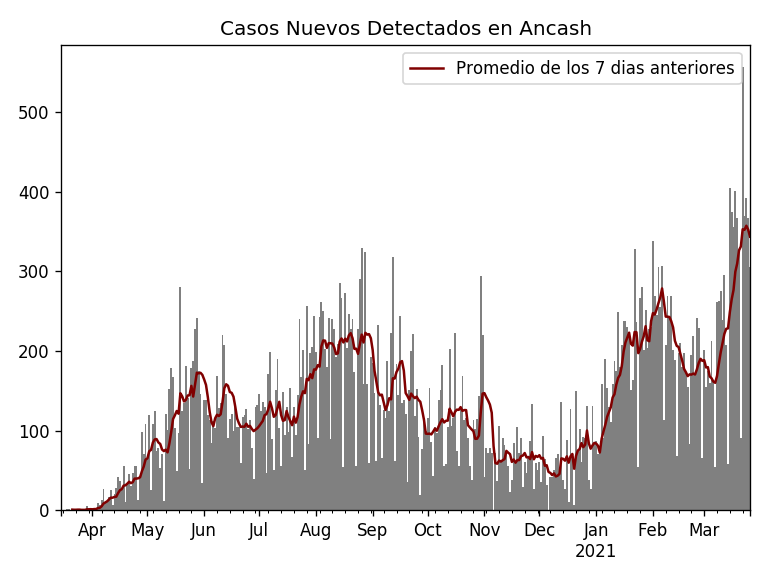 Casos Nuevos Detectados en Ancash
Promedio de los 7 dias anteriores
500
400
300
200
100
0
Apr May Jun Jul Aug Sep Oct Nov Dec Jan Feb Mar
2021